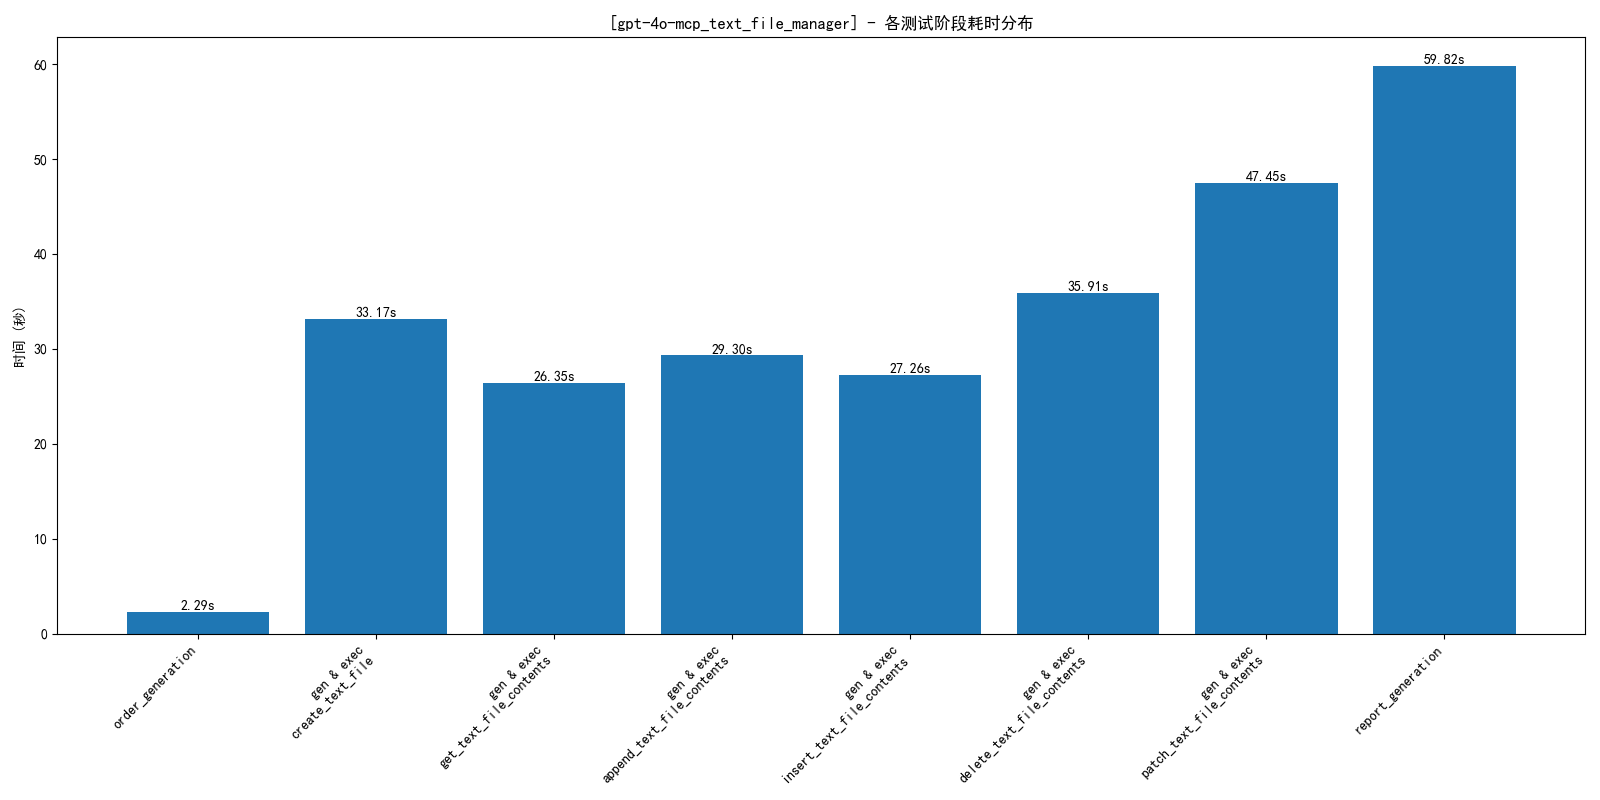 [gpt-4o-mcp_text_file_manager] - 各测试阶段耗时分布
时间 (秒)
60
50
40
30
20
10
0
2.29s
33.17s
26.35s
29.30s
27.26s
35.91s
47.45s
59.82s
order_generation
gen & exec
create_text_file
gen & exec
get_text_file_contents
gen & exec
append_text_file_contents
gen & exec
insert_text_file_contents
gen & exec
delete_text_file_contents
gen & exec
patch_text_file_contents
report_generation